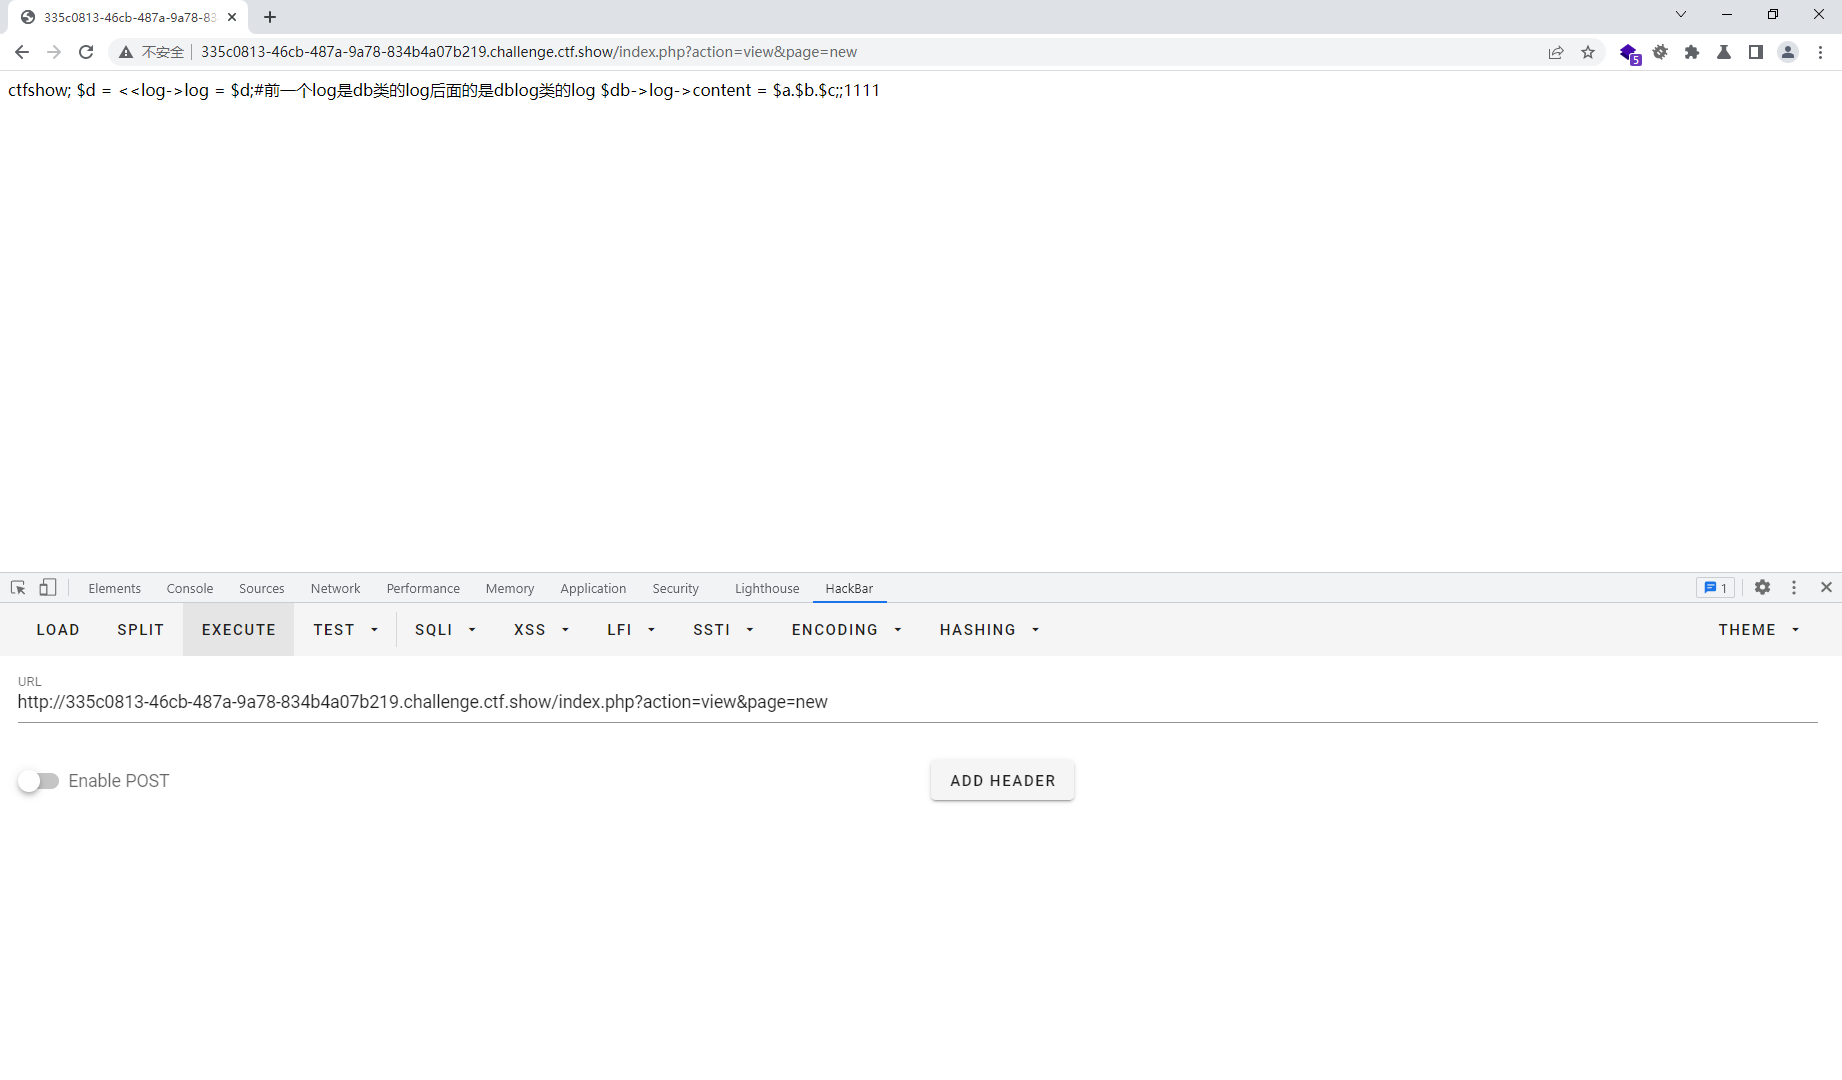 335c0813-46cb-487a-9a78-83
不安全
335c0813-46cb-487a-9a78-834b4a07b219.challenge.ctf.show/index.php?action=view&page=new
5
ctfshow; $d = <<log->log = $d;#前一个log是db类的log后面的是dblog类的log $db->log->content = $a.$b.$c;;1111
Elements Console Sources Network Performance Memory Application Security Lighthouse HackBar
1
LOAD SPLIT EXECUTE TEST SQLI XSS LFI SSTI ENCODING HASHING THEME
URL
http://335c0813-46cb-487a-9a78-834b4a07b219.challenge.ctf.show/index.php?action=view&page=new
Enable POST
ADD HEADER